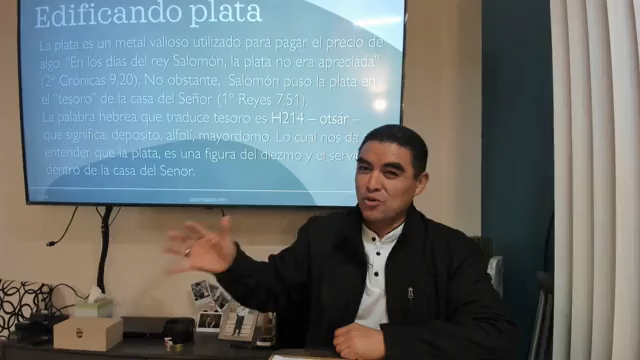 Edificando plata
La plata es un metal valioso utilizado para pagar el precio de
algo. "En los días del rey Salomón, la plata no era apreciada"
(2º Crónicas 9.20). No obstante, Salomón puso la plata en
el "tesoro" de la casa del Señor (1º Reyes 7.51).
La palabra hebrea que traduce tesoro es H214 – otsár –
que significa: deposito, alfolí, mayordomo. Lo cual nos da
entender que la plata, es una figura del diezmo y el serv
dentro de la casa del Senor.